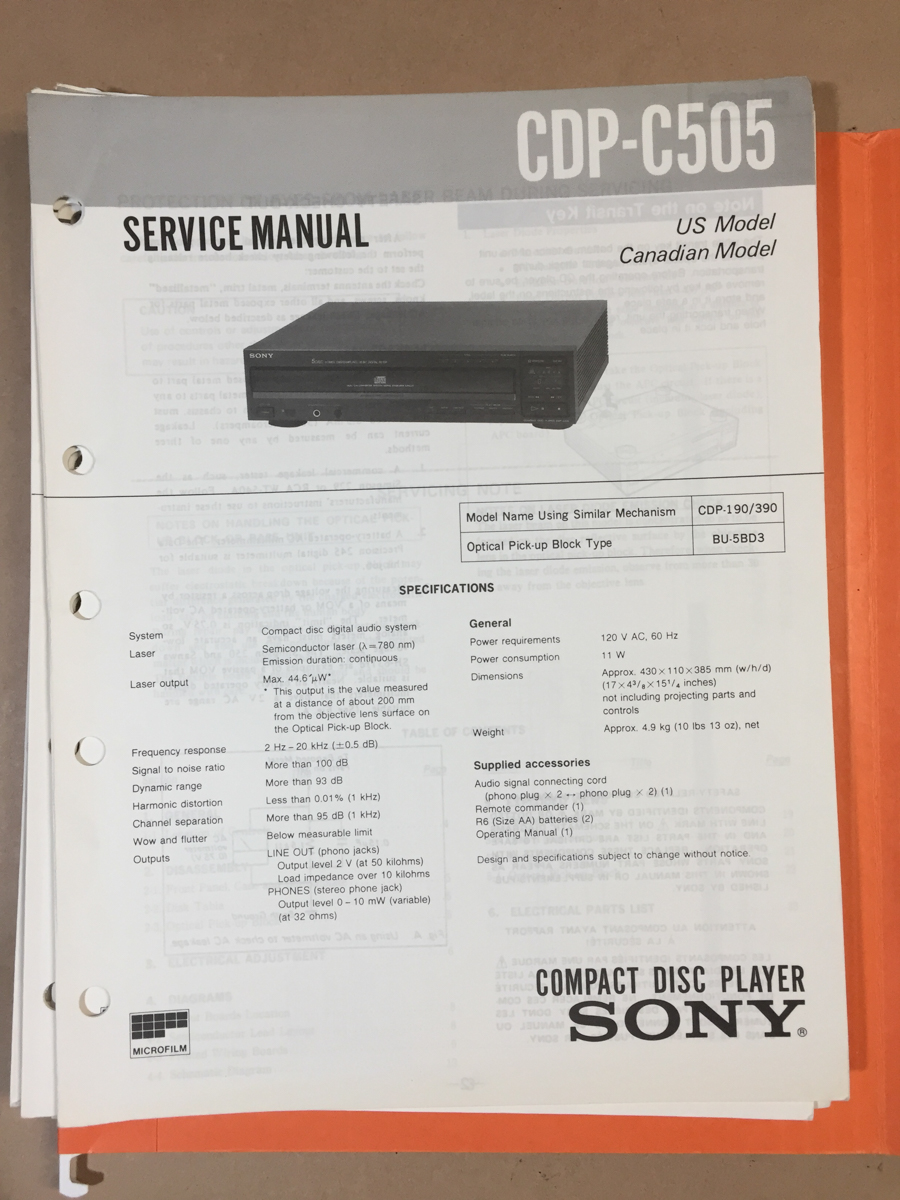 CDP-C505
SERVICE MANUAL
US Model
Canadian Model
SONY
Model Name Using Similar Mechanism CDP-190/390
Optical Pick-up Block Type BU-5BD3
SPECIFICATIONS
System Compact disc digital audio system
Laser Semiconductor laser (λ=780 nm)
Emission duration: continuous
Laser output Max. 44.6 μW*
* This output is the value measured
at a distance of about 200 mm
from the objective lens surface on
the Optical Pick-up Block.
Frequency response 2 Hz – 20 kHz (±0.5 dB)
Signal to noise ratio More than 100 dB
Dynamic range More than 93 dB
Harmonic distortion Less than 0.01% (1 kHz)
Channel separation More than 95 dB (1 kHz)
Wow and flutter Below measurable limit
Outputs LINE OUT (phono jacks)
Output level 2 V (at 50 kilohms)
Load impedance over 10 kilohms
PHONES (stereo phone jack)
Output level 0 – 10 mW (variable)
(at 32 ohms)
General
Power requirements 120 V AC, 60 Hz
Power consumption 11 W
Dimensions Approx. 430×110×385 mm (w/h/d)
(17×4³/₈×15¹/₄ inches)
not including projecting parts and
controls
Weight Approx. 4.9 kg (10 lbs 13 oz), net
Supplied accessories
Audio signal connecting cord
(phono plug × 2 ↔ phono plug × 2) (1)
Remote commander (1)
R6 (Size AA) batteries (2)
Operating Manual (1)
Design and specifications subject to change without notice.
MICROFILM
COMPACT DISC PLAYER
SONY®